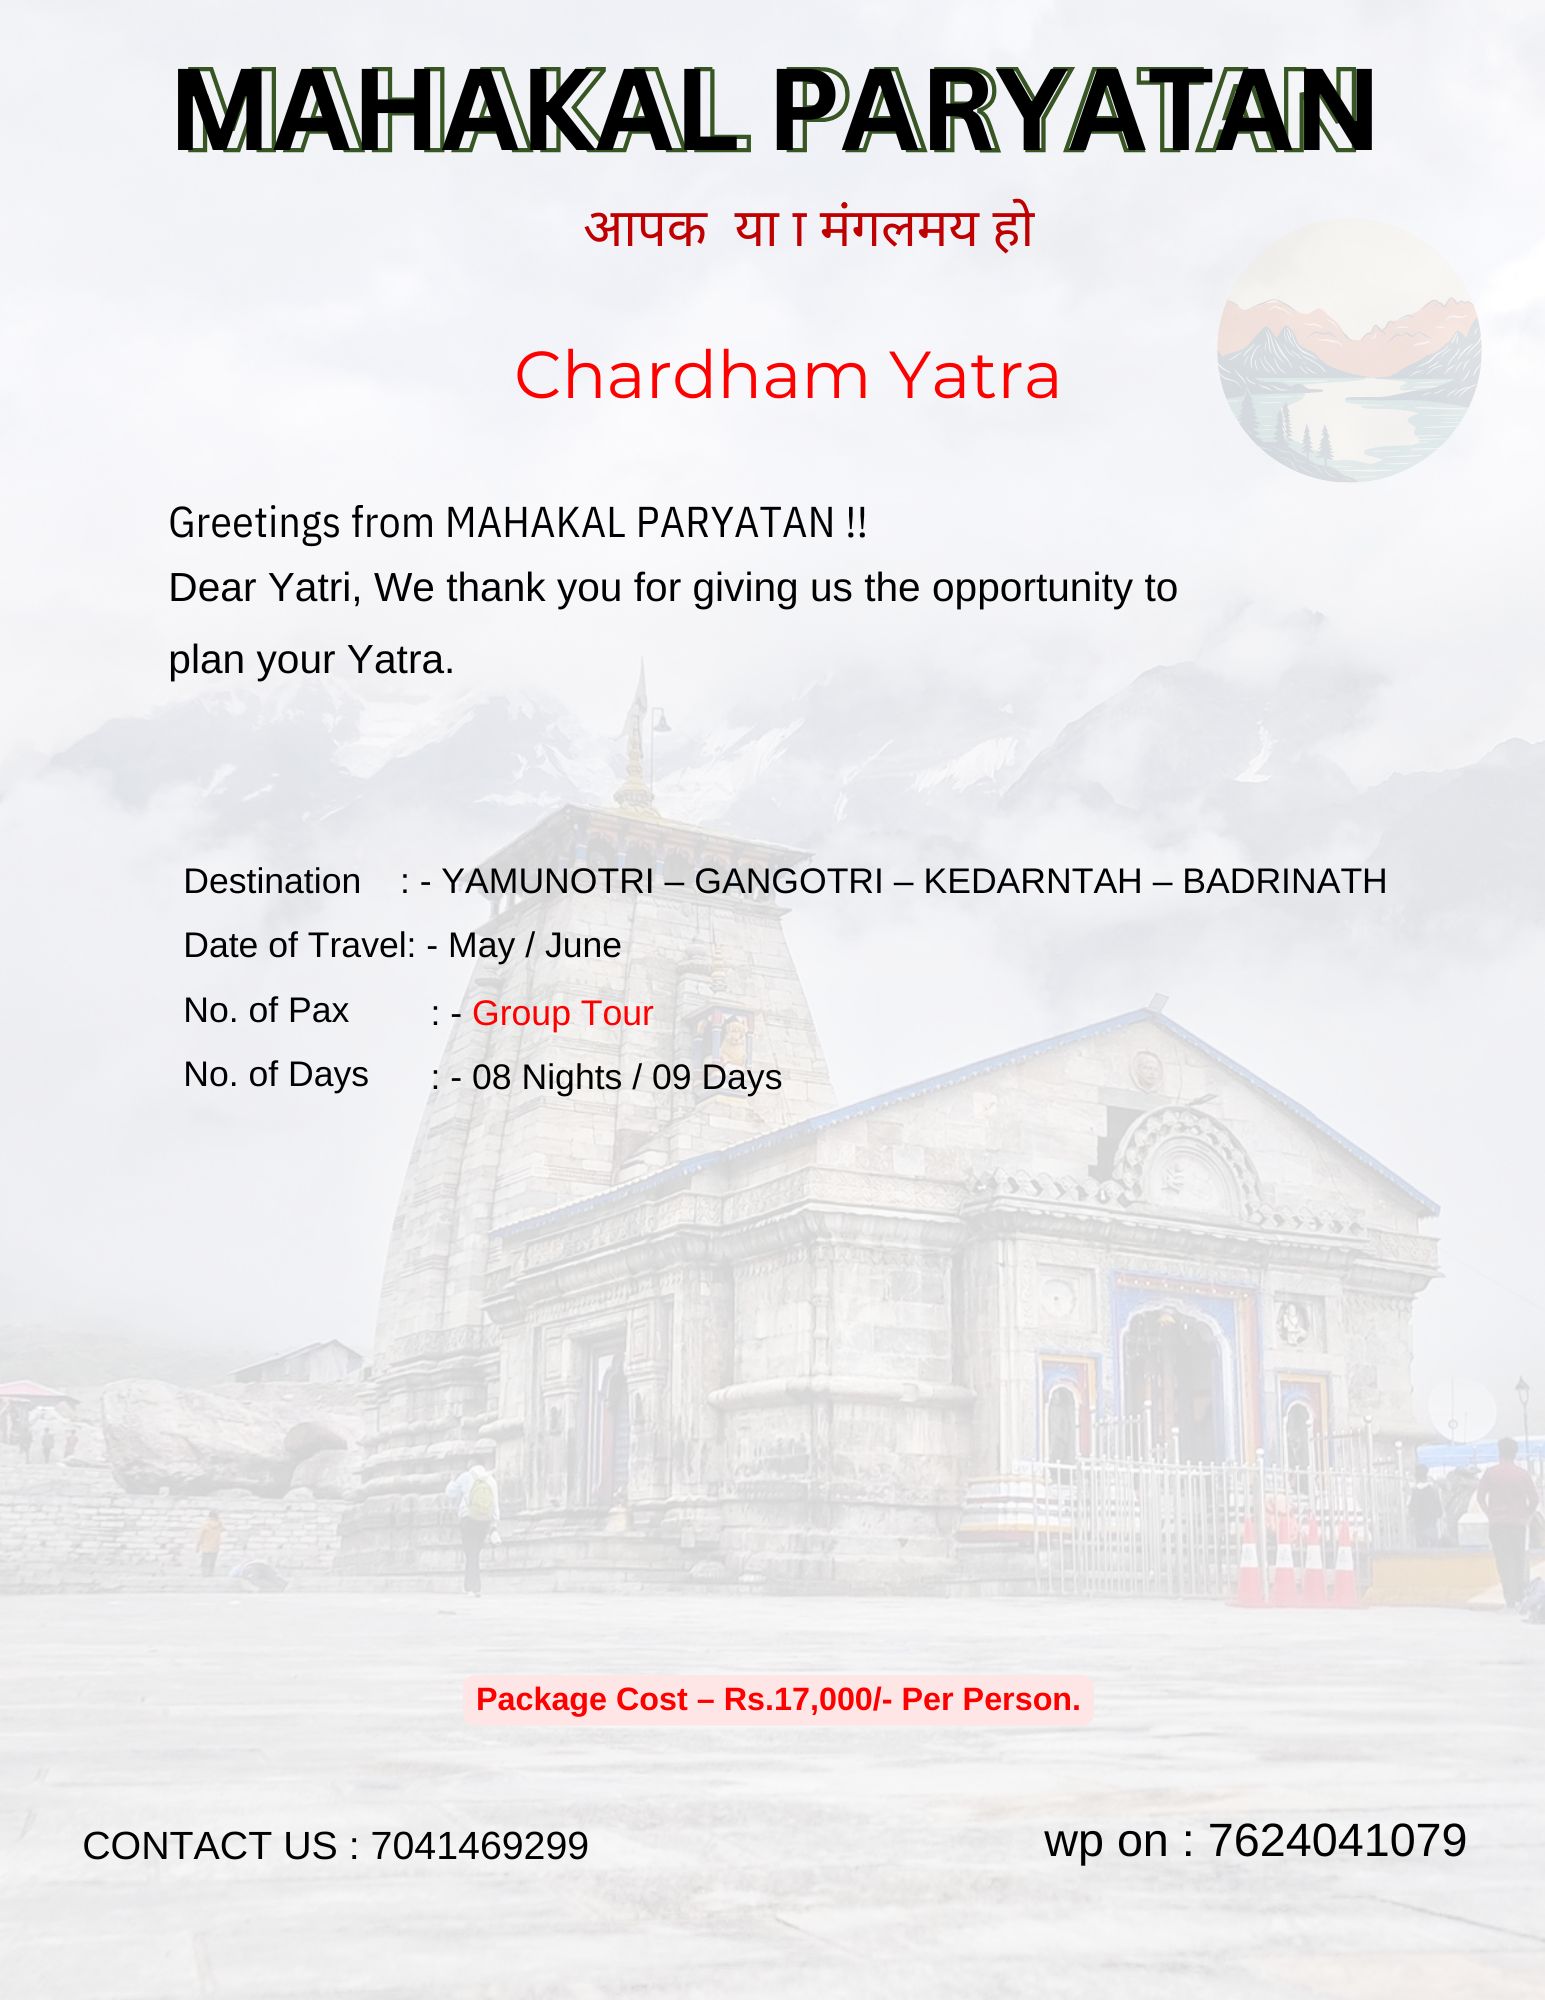 MAHAKAL PARYATAN
आपक  या ा मंगलमय हो
Chardham Yatra
Greetings from MAHAKAL PARYATAN !!
Dear Yatri, We thank you for giving us the opportunity to
plan your Yatra.
Destination : - YAMUNOTRI – GANGOTRI – KEDARNTAH – BADRINATH
Date of Travel: - May / June
No. of Pax : - Group Tour
No. of Days : - 08 Nights / 09 Days
Package Cost – Rs.17,000/- Per Person.
CONTACT US : 7041469299
wp on : 7624041079